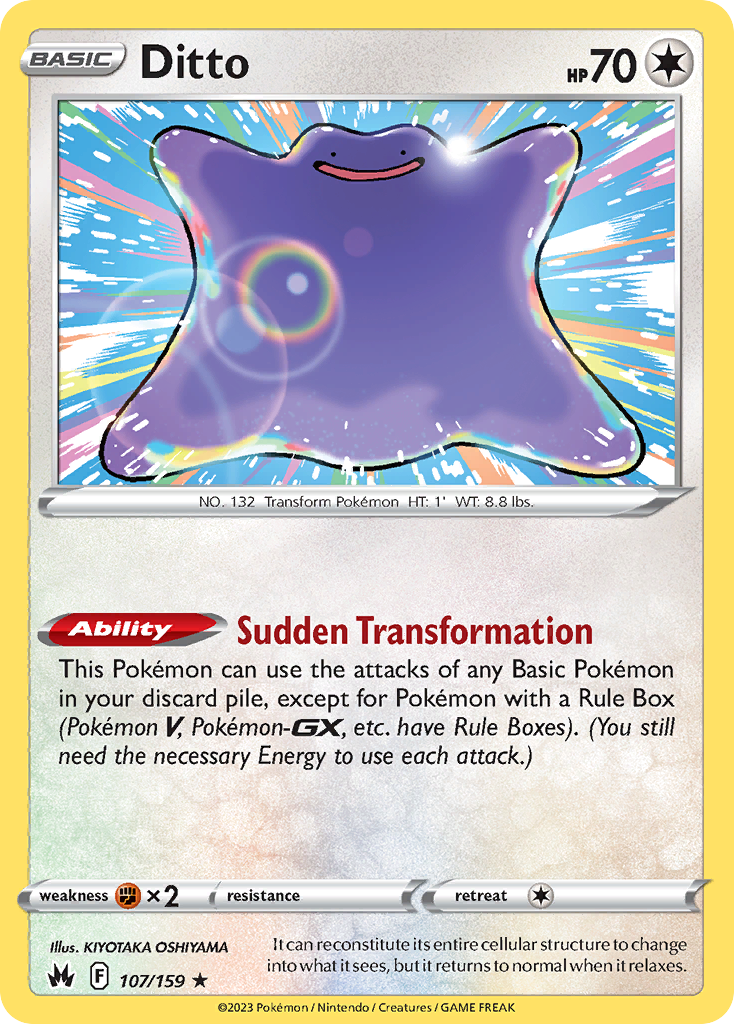 BASIC Ditto HP70
NO. 132 Transform Pokémon HT: 1' WT: 8.8 lbs.
Ability Sudden Transformation
This Pokémon can use the attacks of any Basic Pokémon
in your discard pile, except for Pokémon with a Rule Box
(Pokémon V, Pokémon-GX, etc. have Rule Boxes). (You still
need the necessary Energy to use each attack.)
weakness ×2 resistance retreat
Illus. KIYOTAKA OSHIYAMA
It can reconstitute its entire cellular structure to change
into what it sees, but it returns to normal when it relaxes.
F 107/159 ★
©2023 Pokémon / Nintendo / Creatures / GAME FREAK